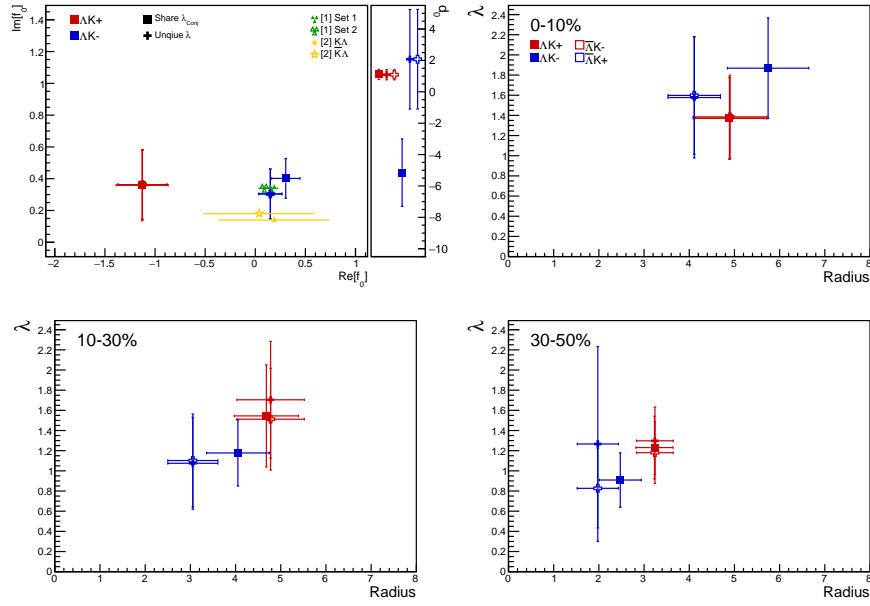 Im[f₀]
1.4
1.2
1
0.8
0.6
0.4
0.2
0
ΛK+
ΛK-
Share λ_Conj
Unqiue λ
[1] Set 1
[1] Set 2
[2] KΛ
[2] KΛ
−2 −1.5 −1 −0.5 0 0.5 1
Re[f₀]
d₀
6
4
2
0
−2
−4
−6
−8
−10
λ
2.4
2.2
2
1.8
1.6
1.4
1.2
1
0.8
0.6
0.4
0.2
0
0-10%
ΛK+ Λ̅K-
ΛK- Λ̅K+
0 1 2 3 4 5 6 7 8
Radius
λ
2.4
2.2
2
1.8
1.6
1.4
1.2
1
0.8
0.6
0.4
0.2
0
10-30%
0 1 2 3 4 5 6 7 8
Radius
λ
2.4
2.2
2
1.8
1.6
1.4
1.2
1
0.8
0.6
0.4
0.2
0
30-50%
0 1 2 3 4 5 6 7 8
Radius